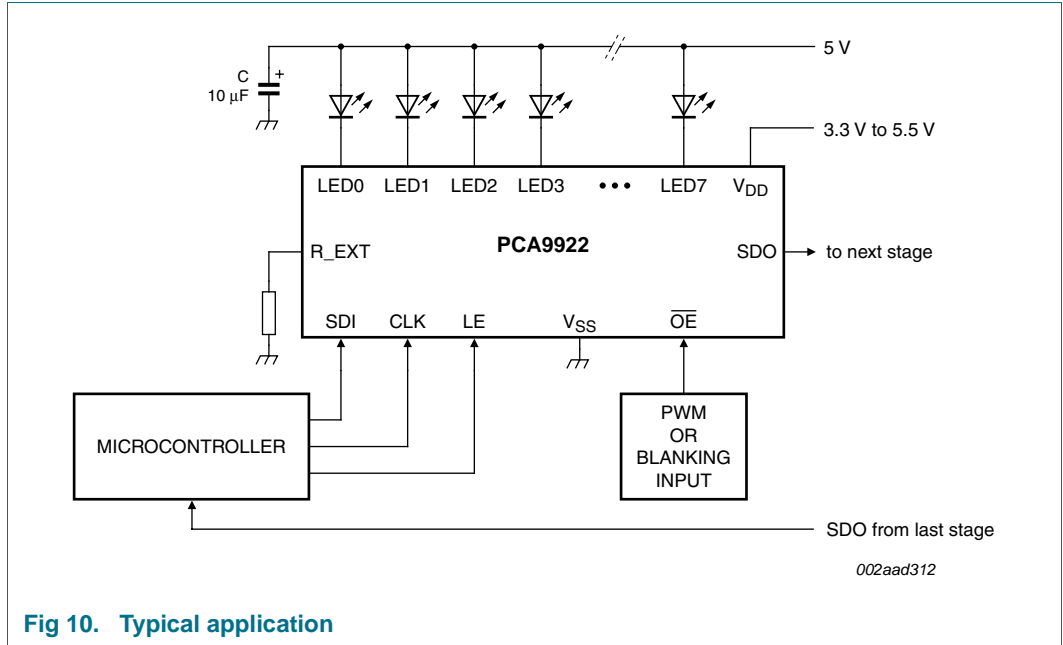 5 V
C
+
10 μF
3.3 V to 5.5 V
LED0 LED1 LED2 LED3 ••• LED7 VDD
PCA9922
R_EXT
SDO
to next stage
SDI CLK LE VSS OE
MICROCONTROLLER
PWM
OR
BLANKING
INPUT
SDO from last stage
002aad312
Fig 10. Typical application